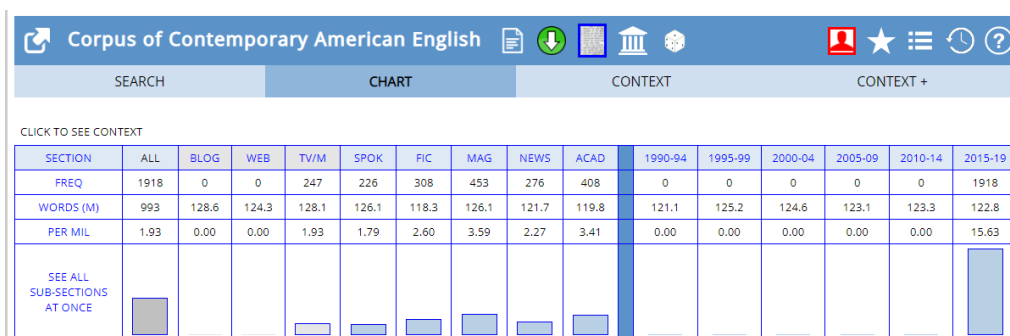 Corpus of Contemporary American English
SEARCH CHART CONTEXT CONTEXT +
CLICK TO SEE CONTEXT
SECTION ALL BLOG WEB TV/M SPOK FIC MAG NEWS ACAD 1990-94 1995-99 2000-04 2005-09 2010-14 2015-19
FREQ 1918 0 0 247 226 308 453 276 408 0 0 0 0 0 1918
WORDS (M) 993 128.6 124.3 128.1 126.1 118.3 126.1 121.7 119.8 121.1 125.2 124.6 123.1 123.3 122.8
PER MIL 1.93 0.00 0.00 1.93 1.79 2.60 3.59 2.27 3.41 0.00 0.00 0.00 0.00 0.00 15.63
SEE ALL
SUB-SECTIONS
AT ONCE